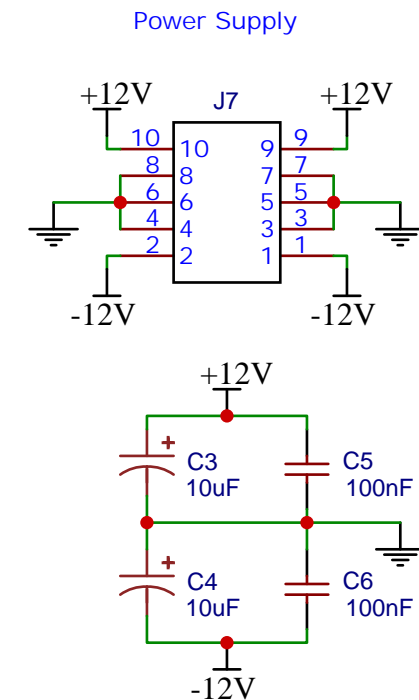 Power Supply
+12V +12V
J7
10 10 9 9
8 8 7 7
6 6 5 5
4 4 3 3
2 2 1 1
-12V -12V
+12V
+ C3 C5
10uF 100nF
+ C4 C6
10uF 100nF
-12V